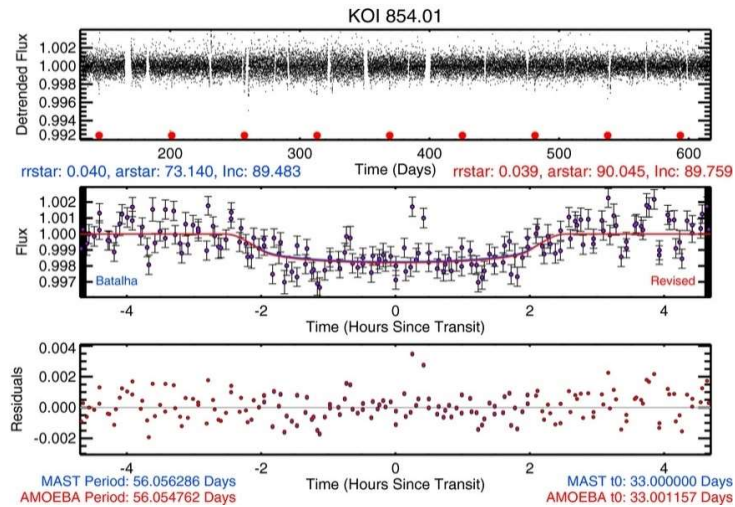 KOI 854.01
Detrended Flux
1.002
1.000
0.998
0.996
0.994
0.992
200 300 400 500 600
rrstar: 0.040, arstar: 73.140, Inc: 89.483
Time (Days)
rrstar: 0.039, arstar: 90.045, Inc: 89.759
Flux
1.002
1.001
1.000
0.999
0.998
0.997
Batalha
Revised
-4 -2 0 2 4
Time (Hours Since Transit)
Residuals
0.004
0.002
0.000
-0.002
-4 -2 0 2 4
Time (Hours Since Transit)
MAST Period: 56.056286 Days
AMOEBA Period: 56.054762 Days
MAST t0: 33.000000 Days
AMOEBA t0: 33.001157 Days